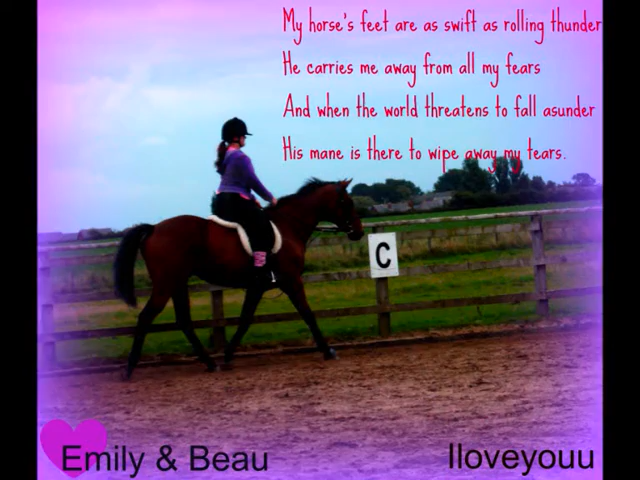 My horse's feet are as swift as rolling thunder
He carries me away from all my fears
And when the world threatens to fall asunder
His mane is there to wipe away my tears.
C
Emily & Beau
Iloveyouu